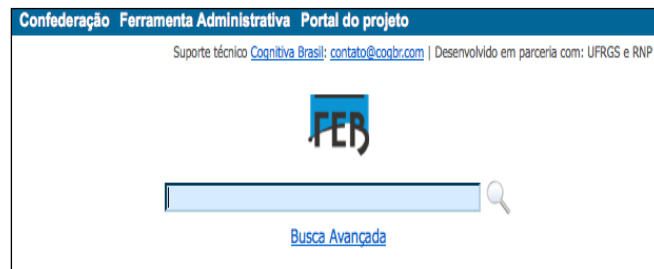 Confederação Ferramenta Administrativa Portal do projeto
Suporte técnico Cognitiva Brasil: contato@cogbr.com | Desenvolvido em parceria com: UFRGS e RNP
FEB
Busca Avançada